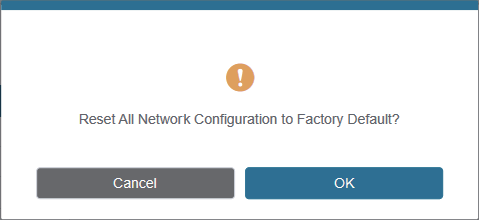 Reset All Network Configuration to Factory Default?
Cancel OK